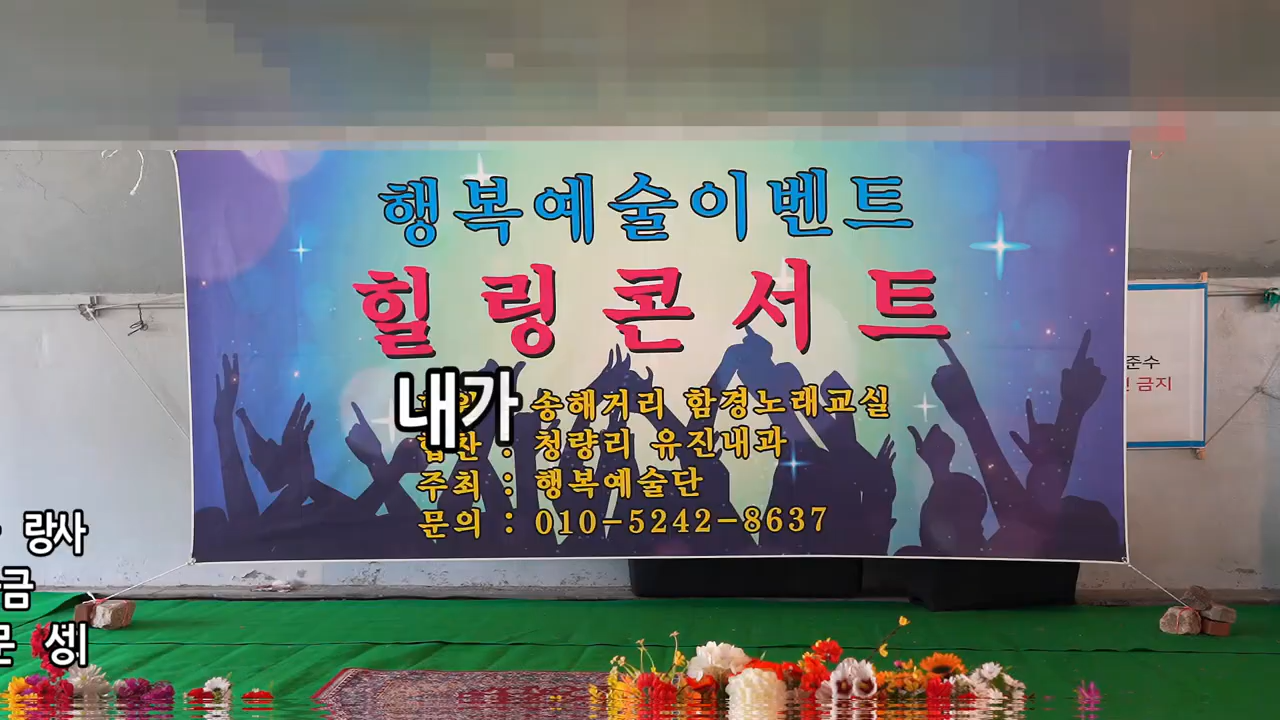 행복예술이벤트
힐링콘서트
내가
송해거리 함경노래교실
협찬 : 청량리 유진내과
주최 : 행복예술단
문의 : 010-5242-8637
준수
금지
랑사
금
셍